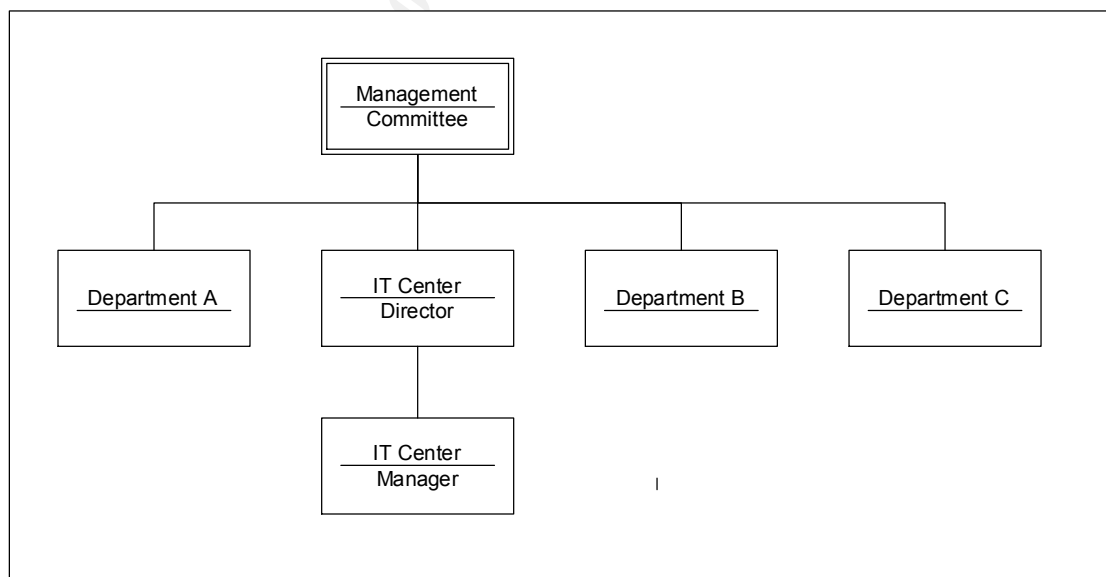 Management
Committee
Department A
IT Center
Director
Department B
Department C
IT Center
Manager